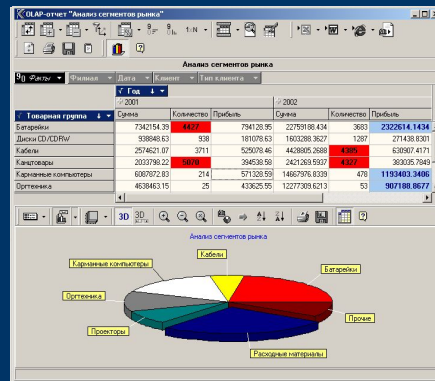 OLAP-отчет "Анализ сегментов рынка"
Анализ сегментов рынка
Факты Филиал Дата Клиент Тип клиента
Год
2001 2002
Товарная группа Сумма Количество Прибыль Сумма Количество Прибыль
Батарейки 7342154.39 4427 794128.95 22759188.434 3683 2322614.1434
Диски CD/CDRW 938848.63 938 181078.63 1603288.3627 1287 271438.8301
Кабели 2574621.07 3711 525078.46 4428805.2688 4385 630907.4171
Канцтовары 2033798.22 5070 394538.58 2421269.5937 4327 383035.7849
Карманные компьютеры 6087872.83 214 571328.59 14667976.8339 478 1193403.3406
Оргтехника 4638463.15 25 433625.55 12277309.6213 53 907188.8677
3D 3D
Анализ сегментов рынка
Кабели
Карманные компьютеры
Батарейки
Оргтехника
Прочие
Проекторы
Расходные материалы